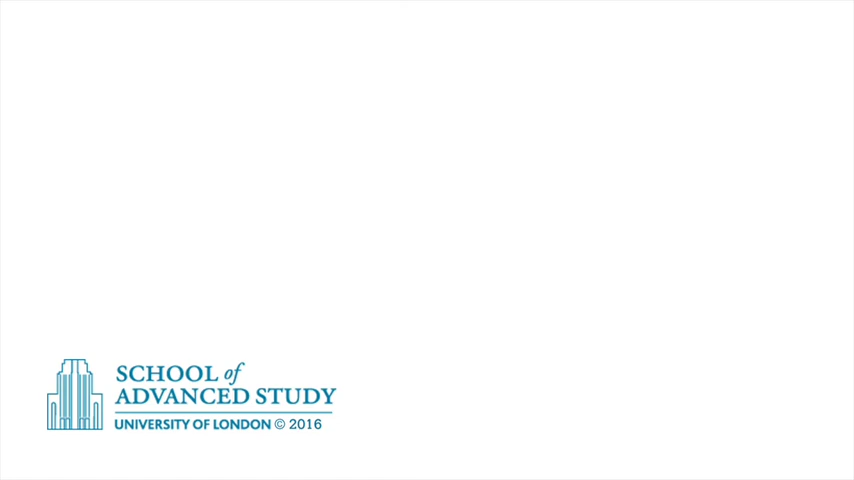 SCHOOL of
ADVANCED STUDY
UNIVERSITY OF LONDON © 2016